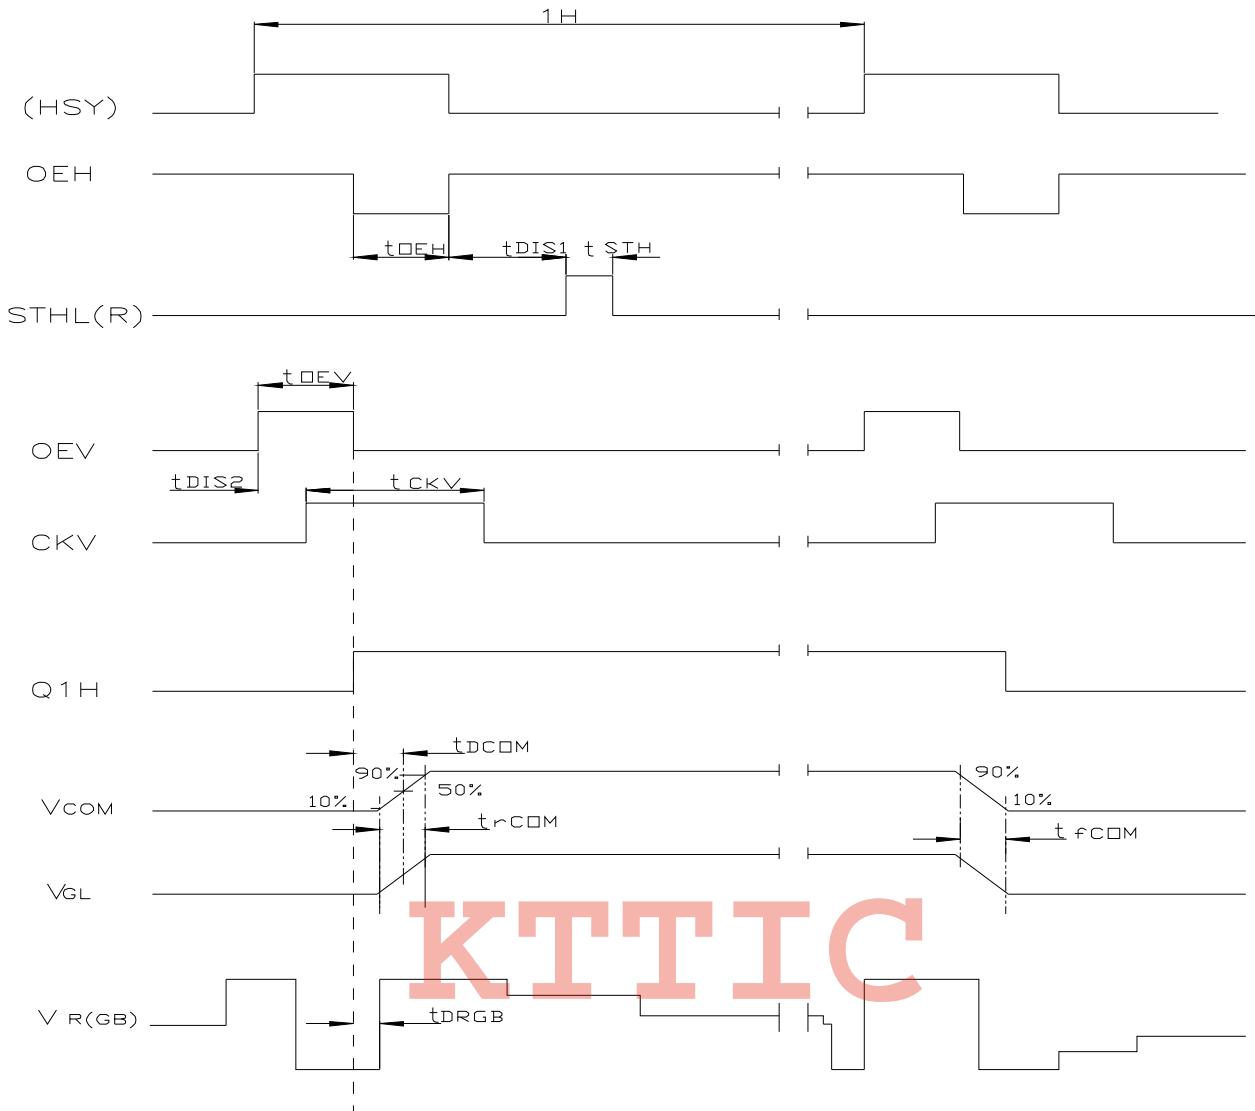 1H
(HSY)
OEH
tOEH
tDIS1
tSTH
STHL(R)
tOEV
OEV
tDIS2
tCKV
CKV
Q1H
tDCOM
90%
50%
10%
VCOM
trCOM
90%
10%
tfCOM
VGL
KTTIC
V R(GB)
tDRGB